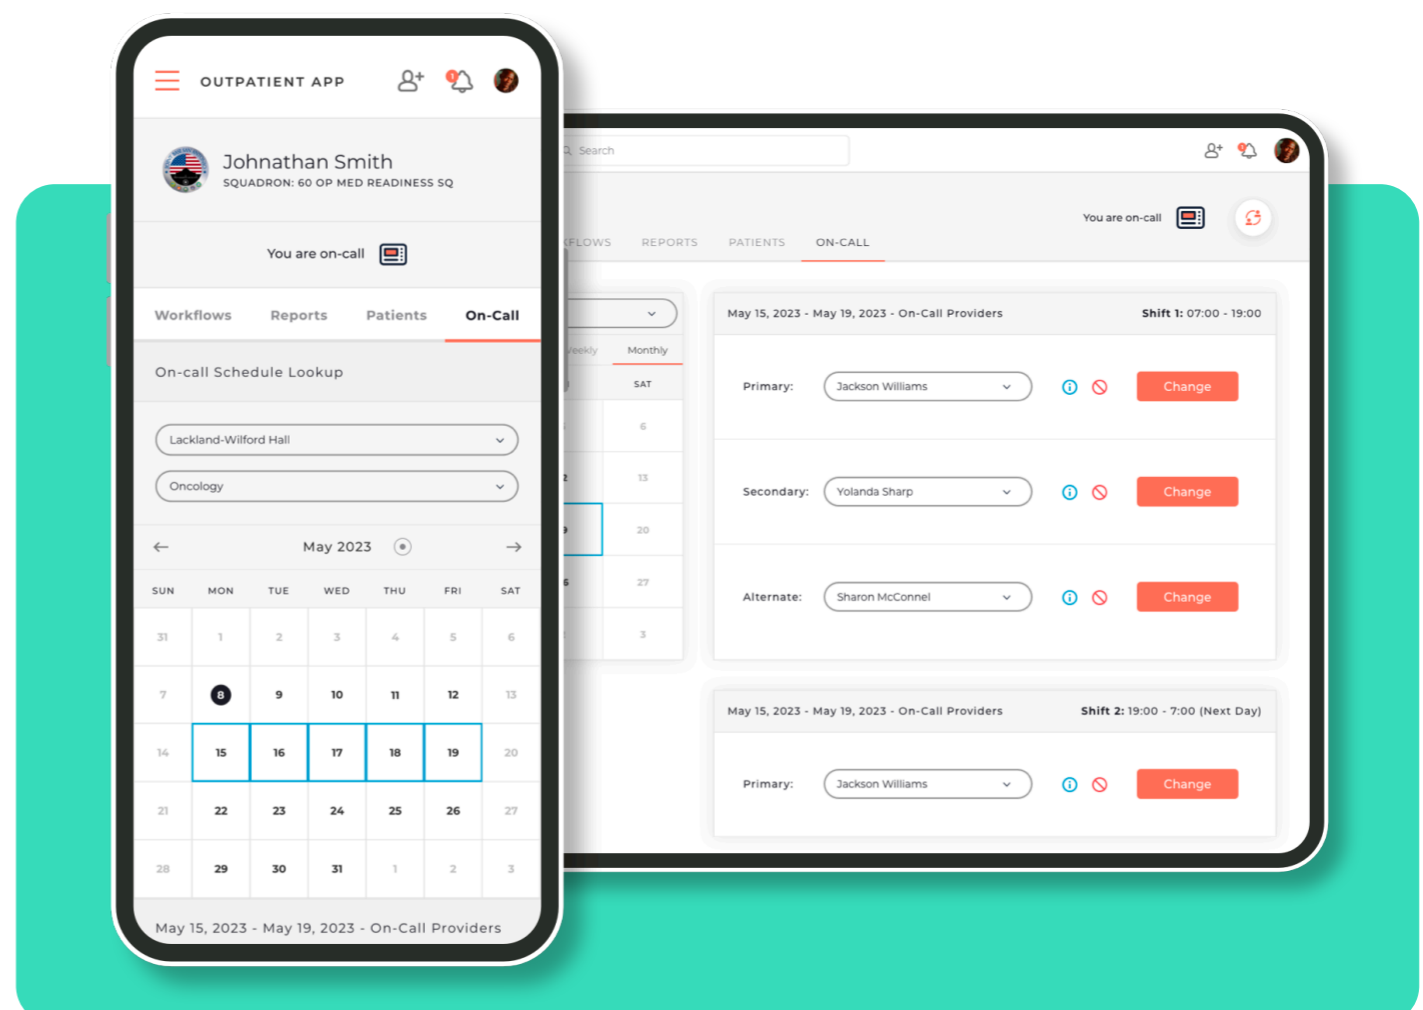 OUTPATIENT APP
1
Johnathan Smith
SQUADRON: 60 OP MED READINESS SQ
You are on-call
Workflows Reports Patients On-Call
On-call Schedule Lookup
Lackland-Wilford Hall
Oncology
May 2023
SUN MON TUE WED THU FRI SAT
31 1 2 3 4 5 6
7 8 9 10 11 12 13
14 15 16 17 18 19 20
21 22 23 24 25 26 27
28 29 30 31 1 2 3
May 15, 2023 - May 19, 2023 - On-Call Providers
Search
You are on-call
KFLOWS REPORTS PATIENTS ON-CALL
Weekly Monthly
SAT
6
13
20
27
3
May 15, 2023 - May 19, 2023 - On-Call Providers Shift 1: 07:00 - 19:00
Primary: Jackson Williams Change
Secondary: Yolanda Sharp Change
Alternate: Sharon McConnel Change
May 15, 2023 - May 19, 2023 - On-Call Providers Shift 2: 19:00 - 7:00 (Next Day)
Primary: Jackson Williams Change